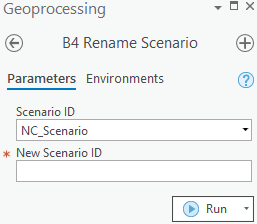 Geoprocessing
B4 Rename Scenario
Parameters Environments
Scenario ID
NC_Scenario
* New Scenario ID
Run